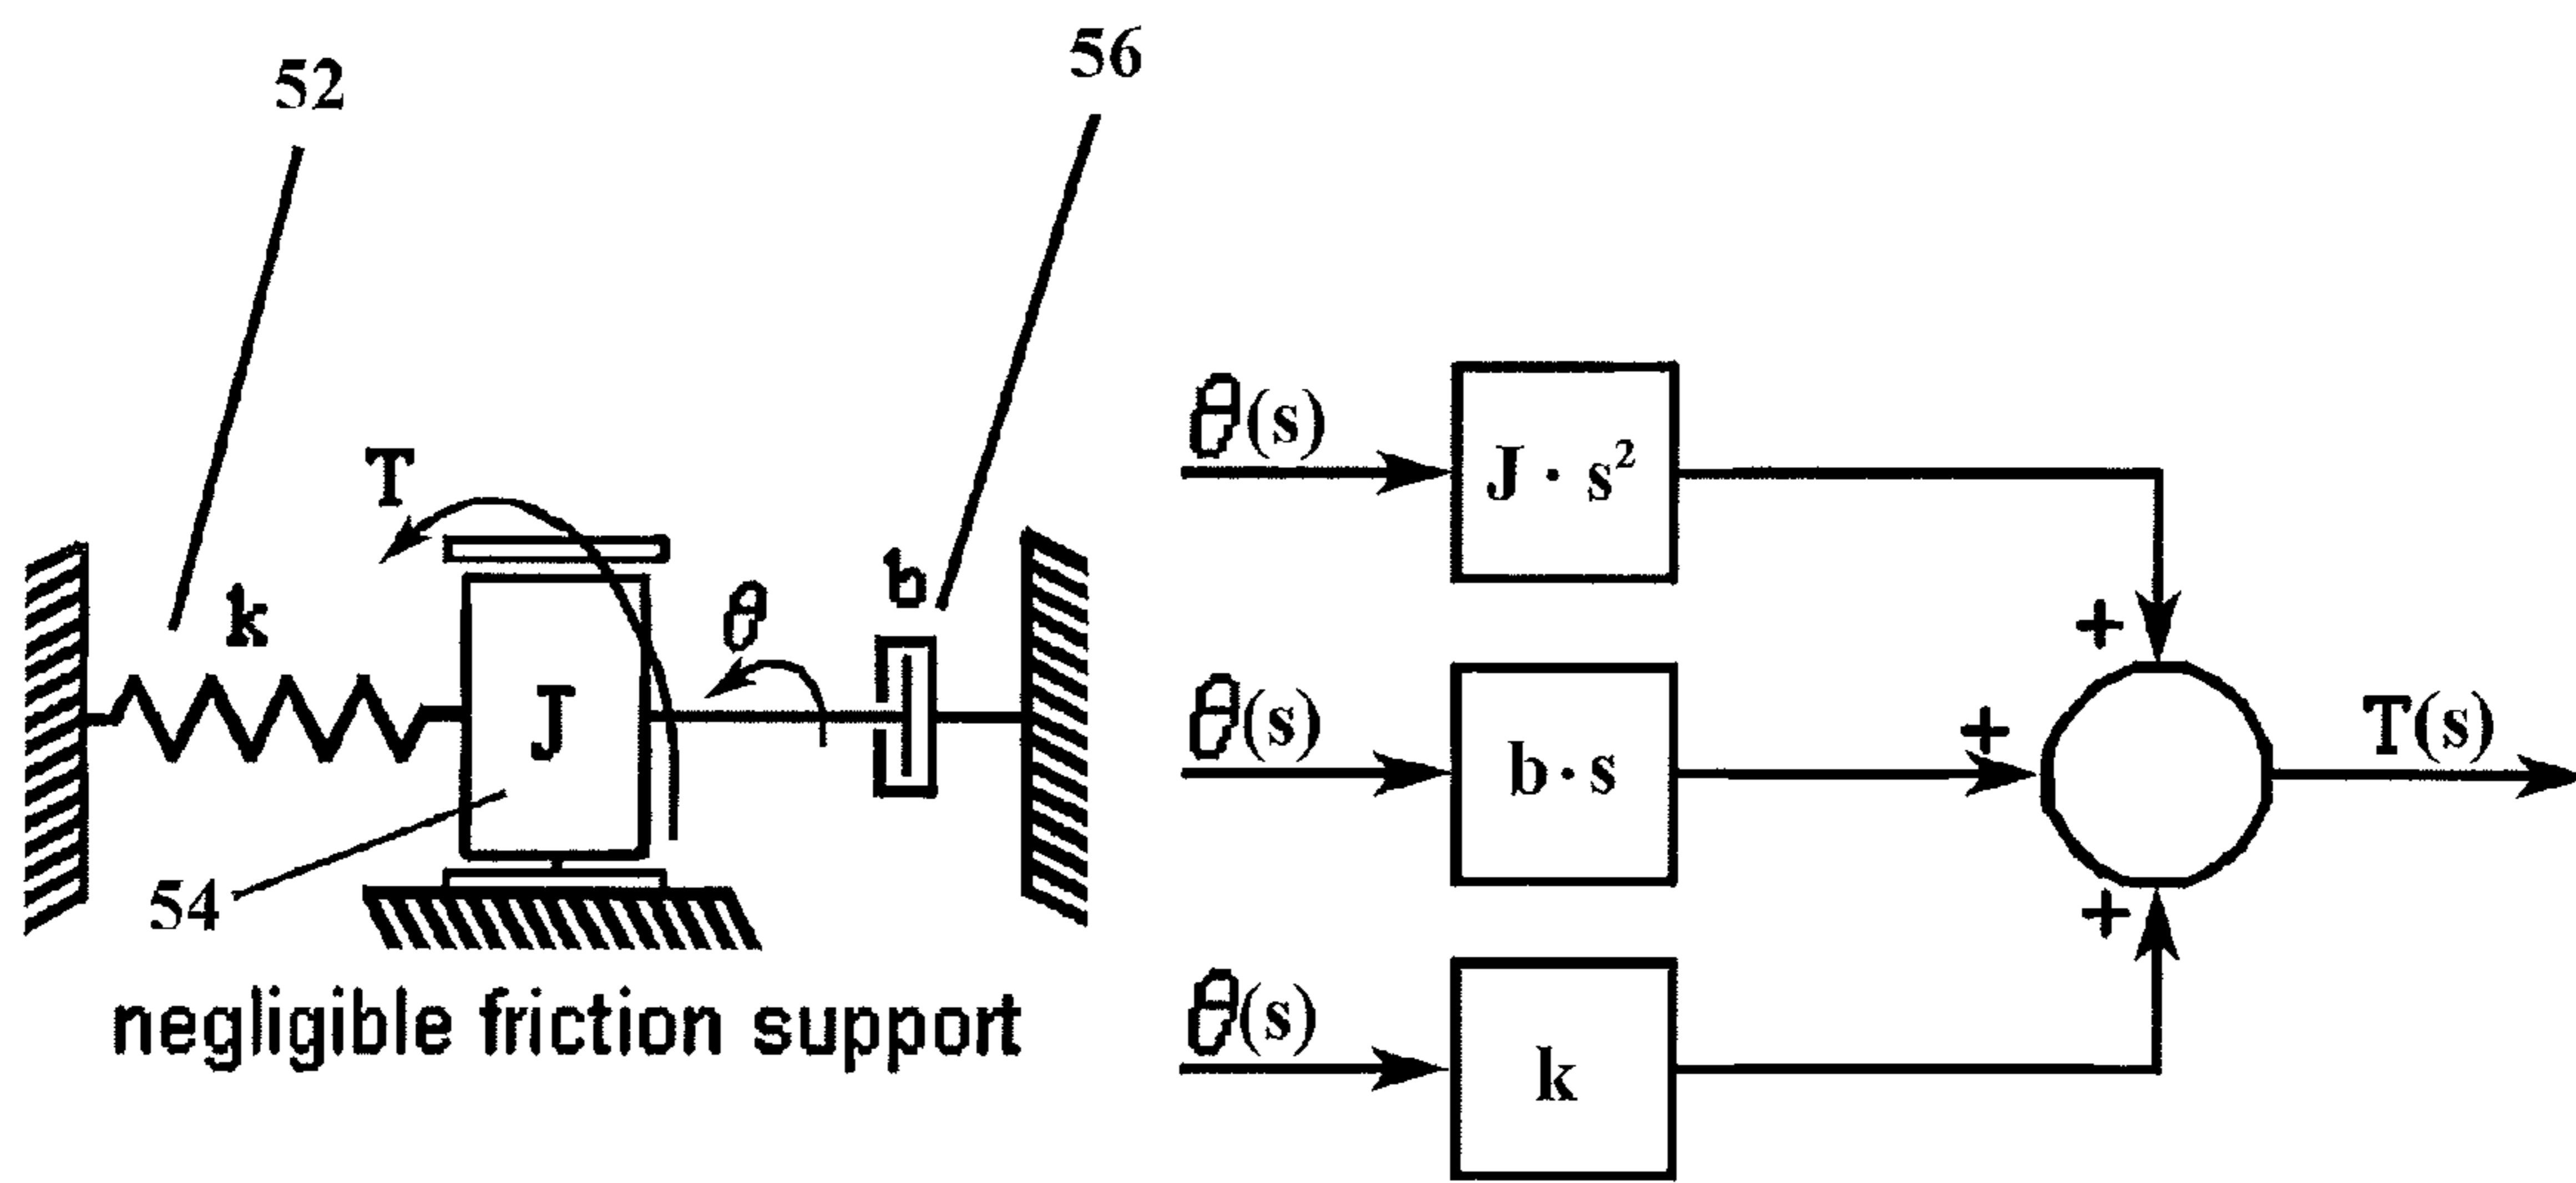 52
56
T
k
θ
b
J
54
negligible friction support
θ(s)
J · s²
+
θ(s)
b · s
+
T(s)
θ(s)
k
+